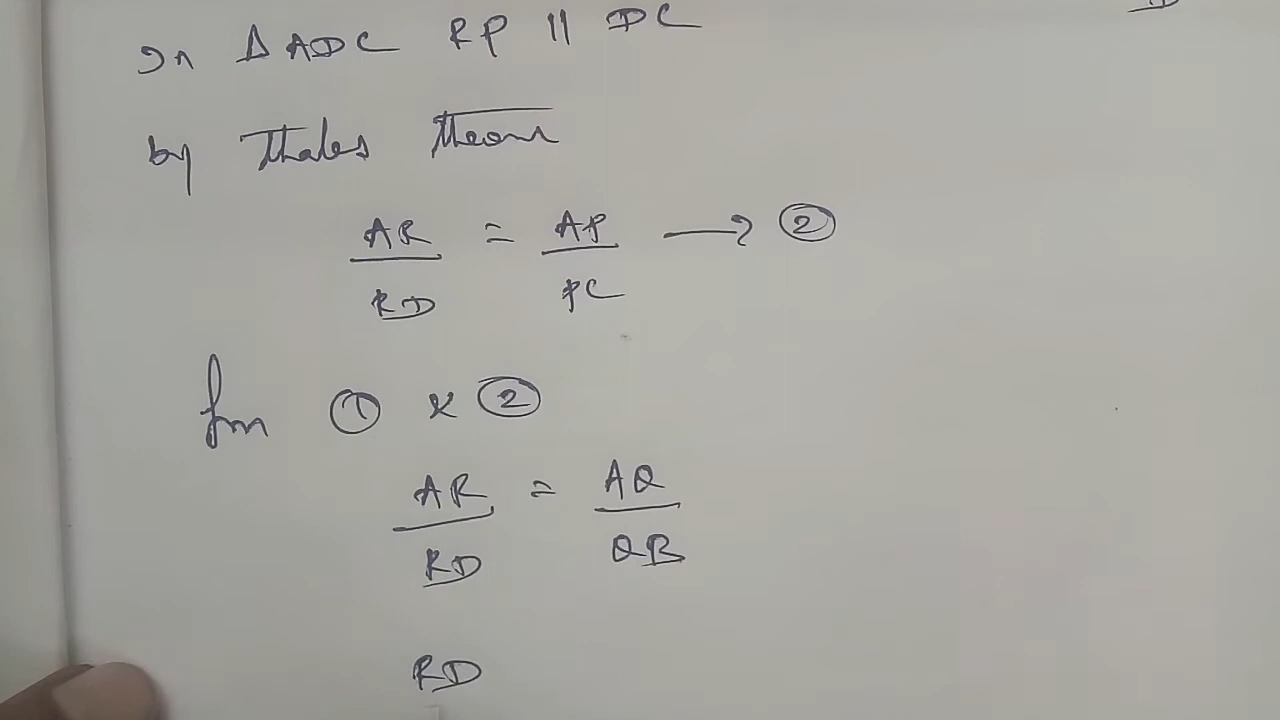 In Δ ADC RP || DC
by Thales theorem
AR/RD = AP/PC → ②
from ① & ②
AR/RD = AQ/QB
RD